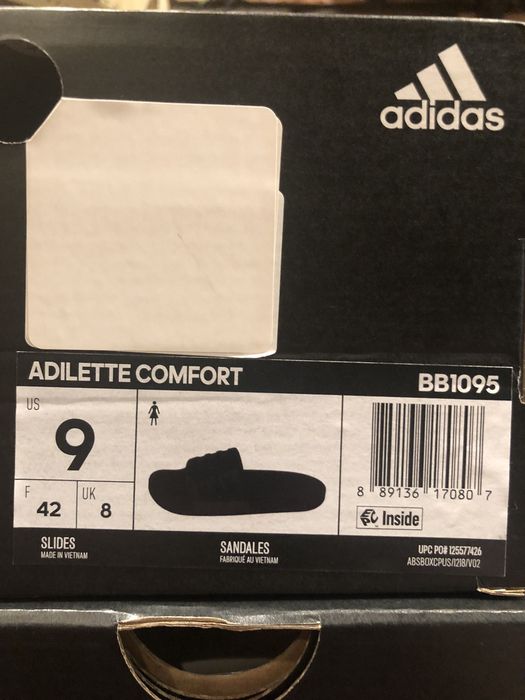 adidas
ADILETTE COMFORT
BB1095
US
9
F
42
UK
8
8 89136 17080 7
Inside
SLIDES
MADE IN VIETNAM
SANDALES
FABRIQUÉ AU VIETNAM
UPC PO# 125577426
ABSBOXCPUS/1218/V02